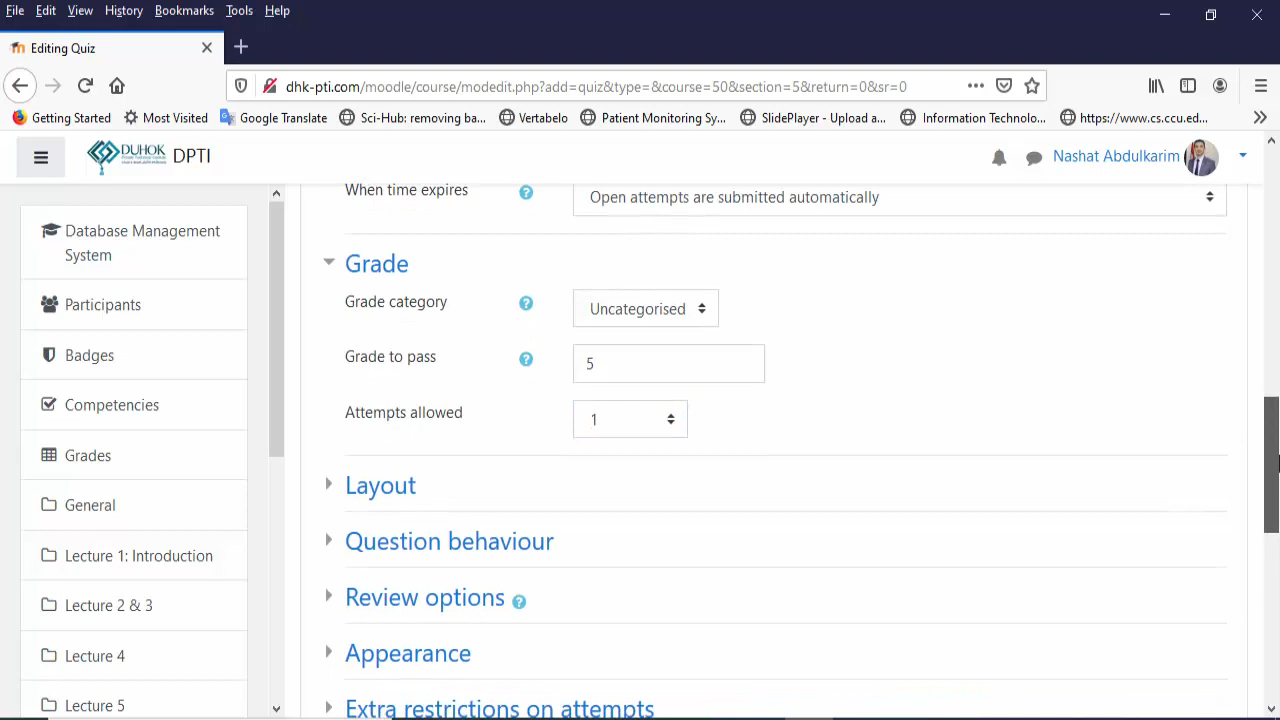 File Edit View History Bookmarks Tools Help
Editing Quiz
dhk-pti.com/moodle/course/modedit.php?add=quiz&type=&course=50&section=5&return=0&sr=0
Getting Started Most Visited Google Translate Sci-Hub: removing ba... Vertabelo Patient Monitoring Sy... SlidePlayer - Upload a... Information Technolo... https://www.cs.ccu.ed...
DUHOK DPTI Nashat Abdulkarim
Database Management
System
Participants
Badges
Competencies
Grades
General
Lecture 1: Introduction
Lecture 2 & 3
Lecture 4
Lecture 5
When time expires ? Open attempts are submitted automatically
Grade
Grade category ? Uncategorised
Grade to pass ? 5
Attempts allowed 1
Layout
Question behaviour
Review options ?
Appearance
Extra restrictions on attempts